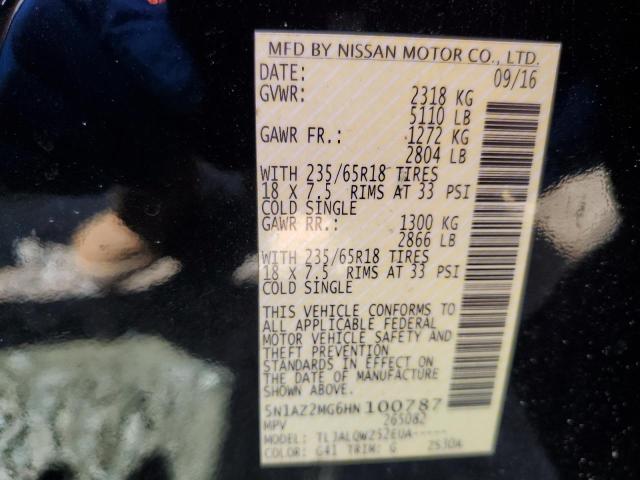 MFD BY NISSAN MOTOR CO., LTD.
DATE: 09/16
GVWR: 2318 KG
5110 LB
GAWR FR.: 1272 KG
2804 LB
WITH 235/65R18 TIRES
18 X 7.5 RIMS AT 33 PSI
COLD SINGLE
GAWR RR.: 1300 KG
2866 LB
WITH 235/65R18 TIRES
18 X 7.5 RIMS AT 33 PSI
COLD SINGLE
THIS VEHICLE CONFORMS TO
ALL APPLICABLE FEDERAL
MOTOR VEHICLE SAFETY AND
THEFT PREVENTION
STANDARDS IN EFFECT ON
THE DATE OF MANUFACTURE
SHOWN ABOVE.
5N1AZ2MG6HN100787
MPV 265082
MODEL: TLJALQWZ52EUA-----
COLOR: G41 TRIM: G 2S30A